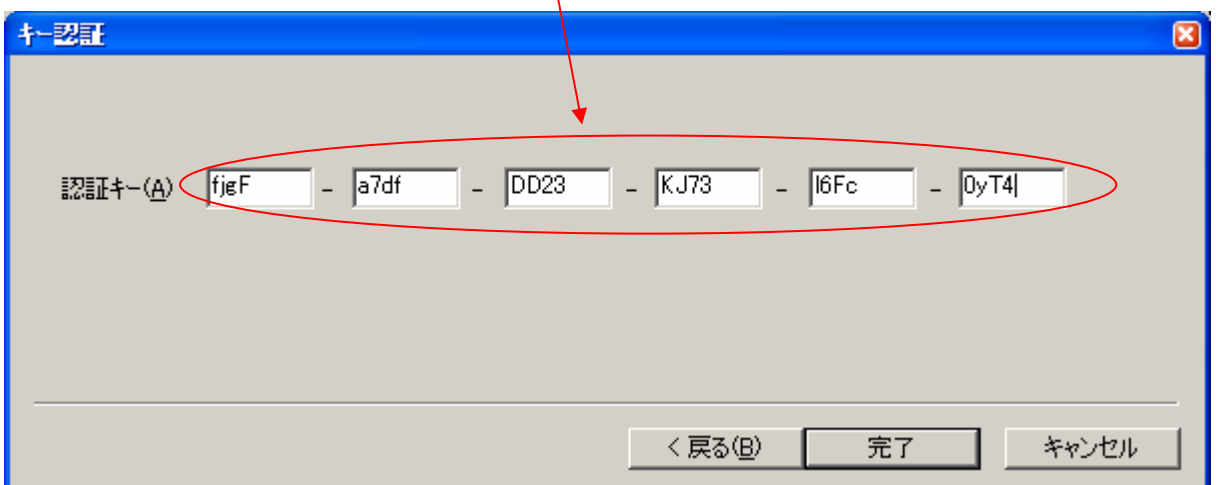 キー認証
認証キー(A) fjgF - a7df - DD23 - KJ73 - I6Fc - 0yT4
< 戻る(B) 完了 キャンセル